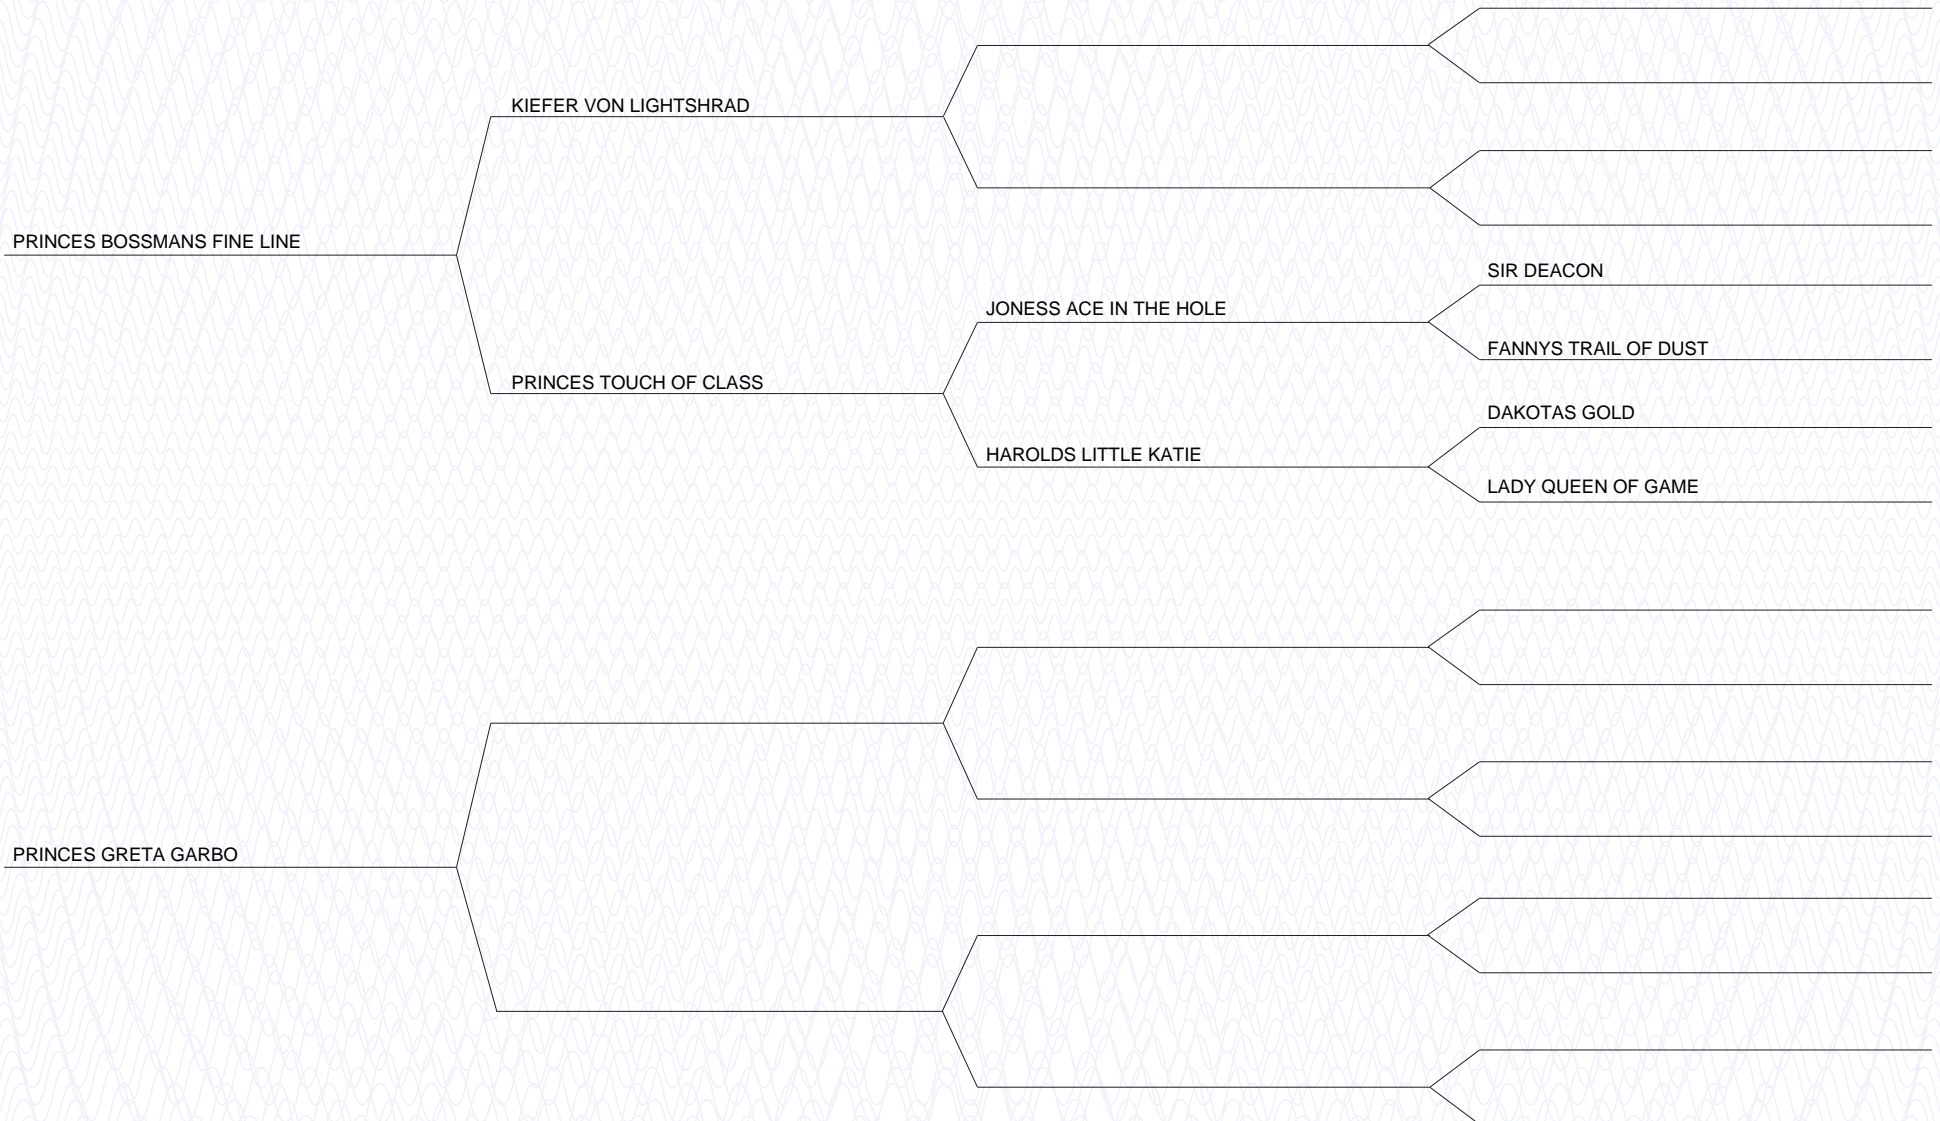 KIEFER VON LIGHTSHRAD
PRINCES BOSSMANS FINE LINE
SIR DEACON
JONESS ACE IN THE HOLE
FANNYS TRAIL OF DUST
PRINCES TOUCH OF CLASS
DAKOTAS GOLD
HAROLDS LITTLE KATIE
LADY QUEEN OF GAME
PRINCES GRETA GARBO